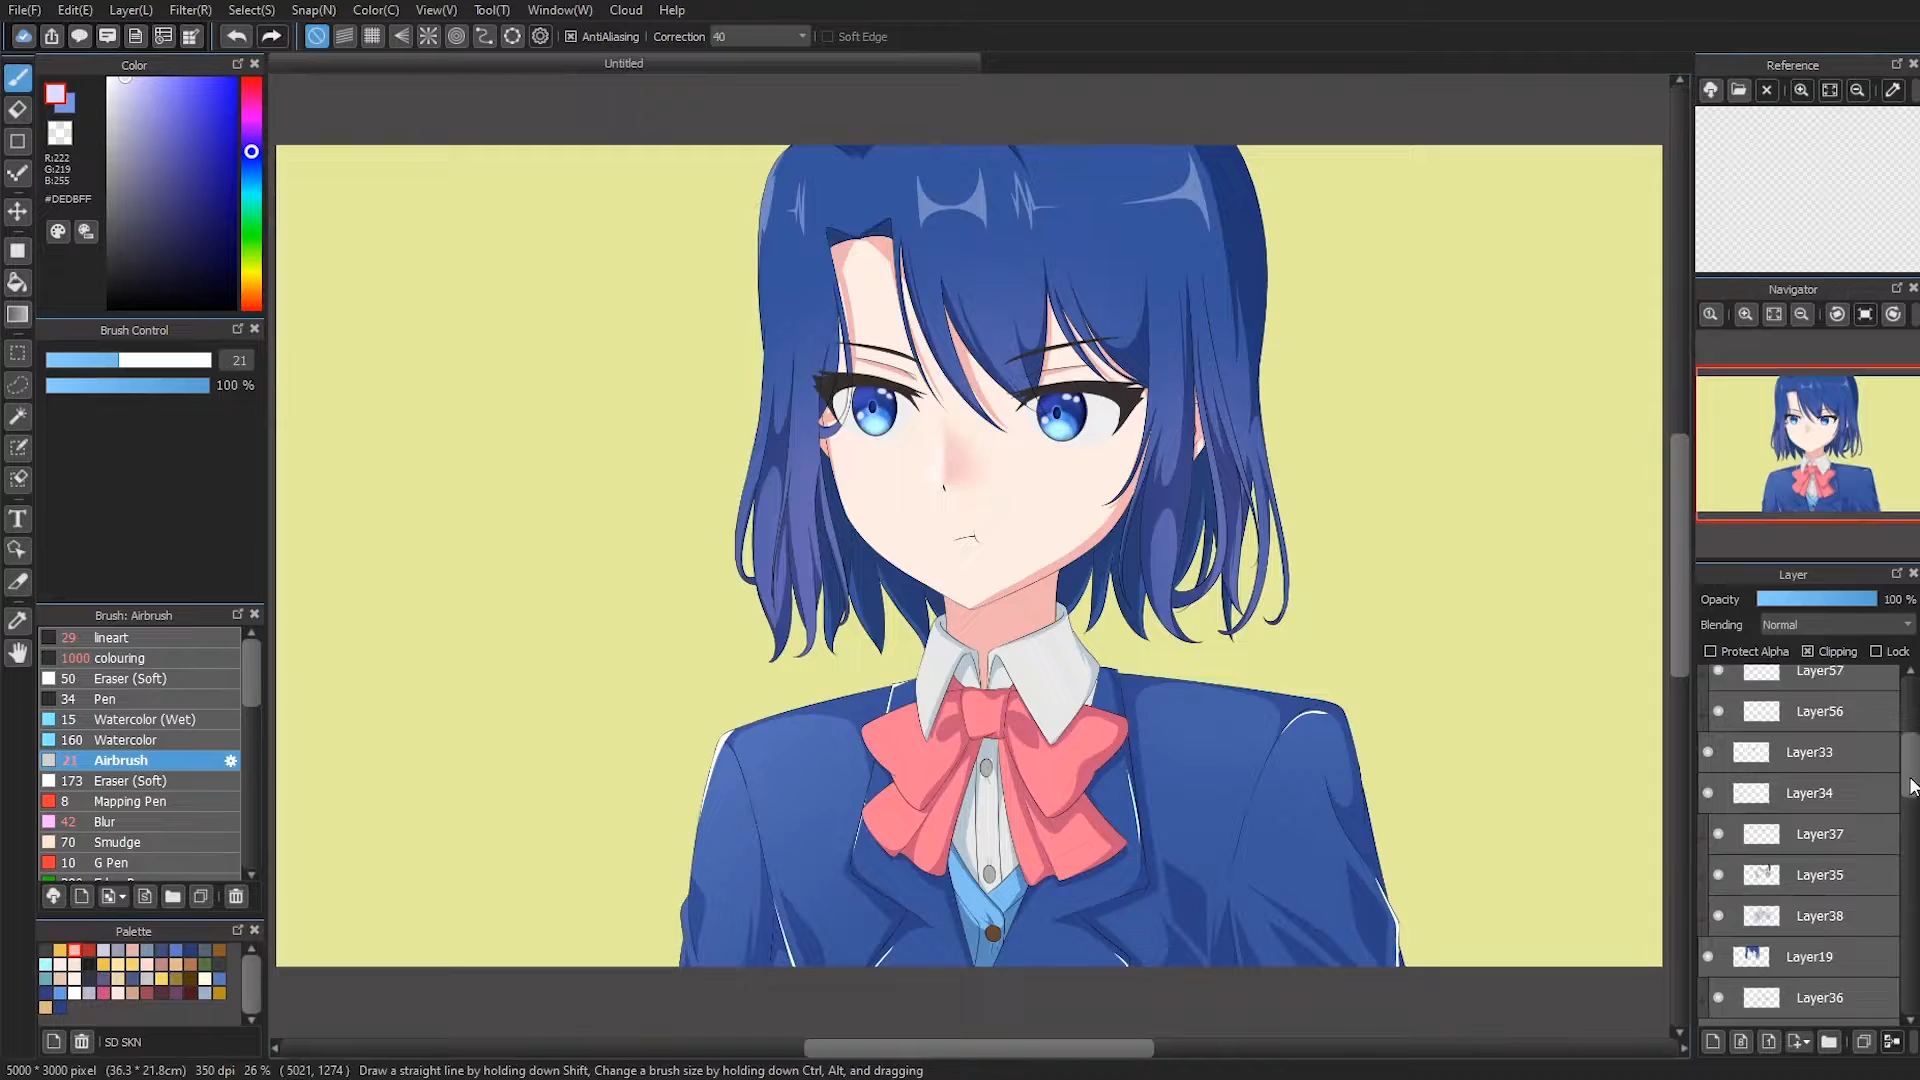 File(F) Edit(E) Layer(L) Filter(R) Select(S) Snap(N) Color(C) View(V) Tool(T) Window(W) Cloud Help
AntiAliasing Correction 40 Soft Edge
Untitled
Color
R:222
G:219
B:255
#DEDBFF
Brush Control
21
100 %
Brush: Airbrush
29 lineart
1000 colouring
50 Eraser (Soft)
34 Pen
15 Watercolor (Wet)
160 Watercolor
21 Airbrush
173 Eraser (Soft)
8 Mapping Pen
42 Blur
70 Smudge
10 G Pen
Palette
SD SKN
Reference
Navigator
Layer
Opacity 100 %
Blending Normal
Protect Alpha Clipping Lock
Layer57
Layer56
Layer33
Layer34
Layer37
Layer35
Layer38
Layer19
Layer36
5000 * 3000 pixel (36.3 * 21.8cm) 350 dpi 26 % ( 5021, 1274 ) Draw a straight line by holding down Shift, Change a brush size by holding down Ctrl, Alt, and dragging